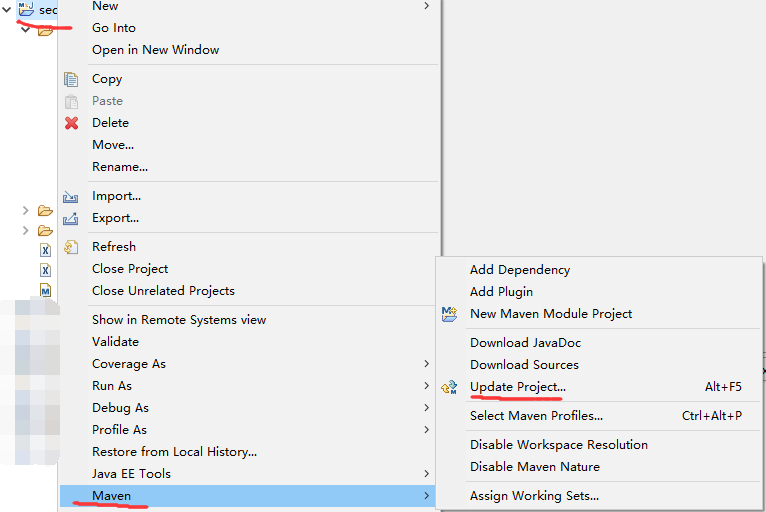 sec
New
Go Into
Open in New Window
Copy
Paste
Delete
Move...
Rename...
Import...
Export...
Refresh
Close Project
Close Unrelated Projects
Show in Remote Systems view
Validate
Coverage As
Run As
Debug As
Profile As
Restore from Local History...
Java EE Tools
Maven
Add Dependency
Add Plugin
New Maven Module Project
Download JavaDoc
Download Sources
Update Project... Alt+F5
Select Maven Profiles... Ctrl+Alt+P
Disable Workspace Resolution
Disable Maven Nature
Assign Working Sets...